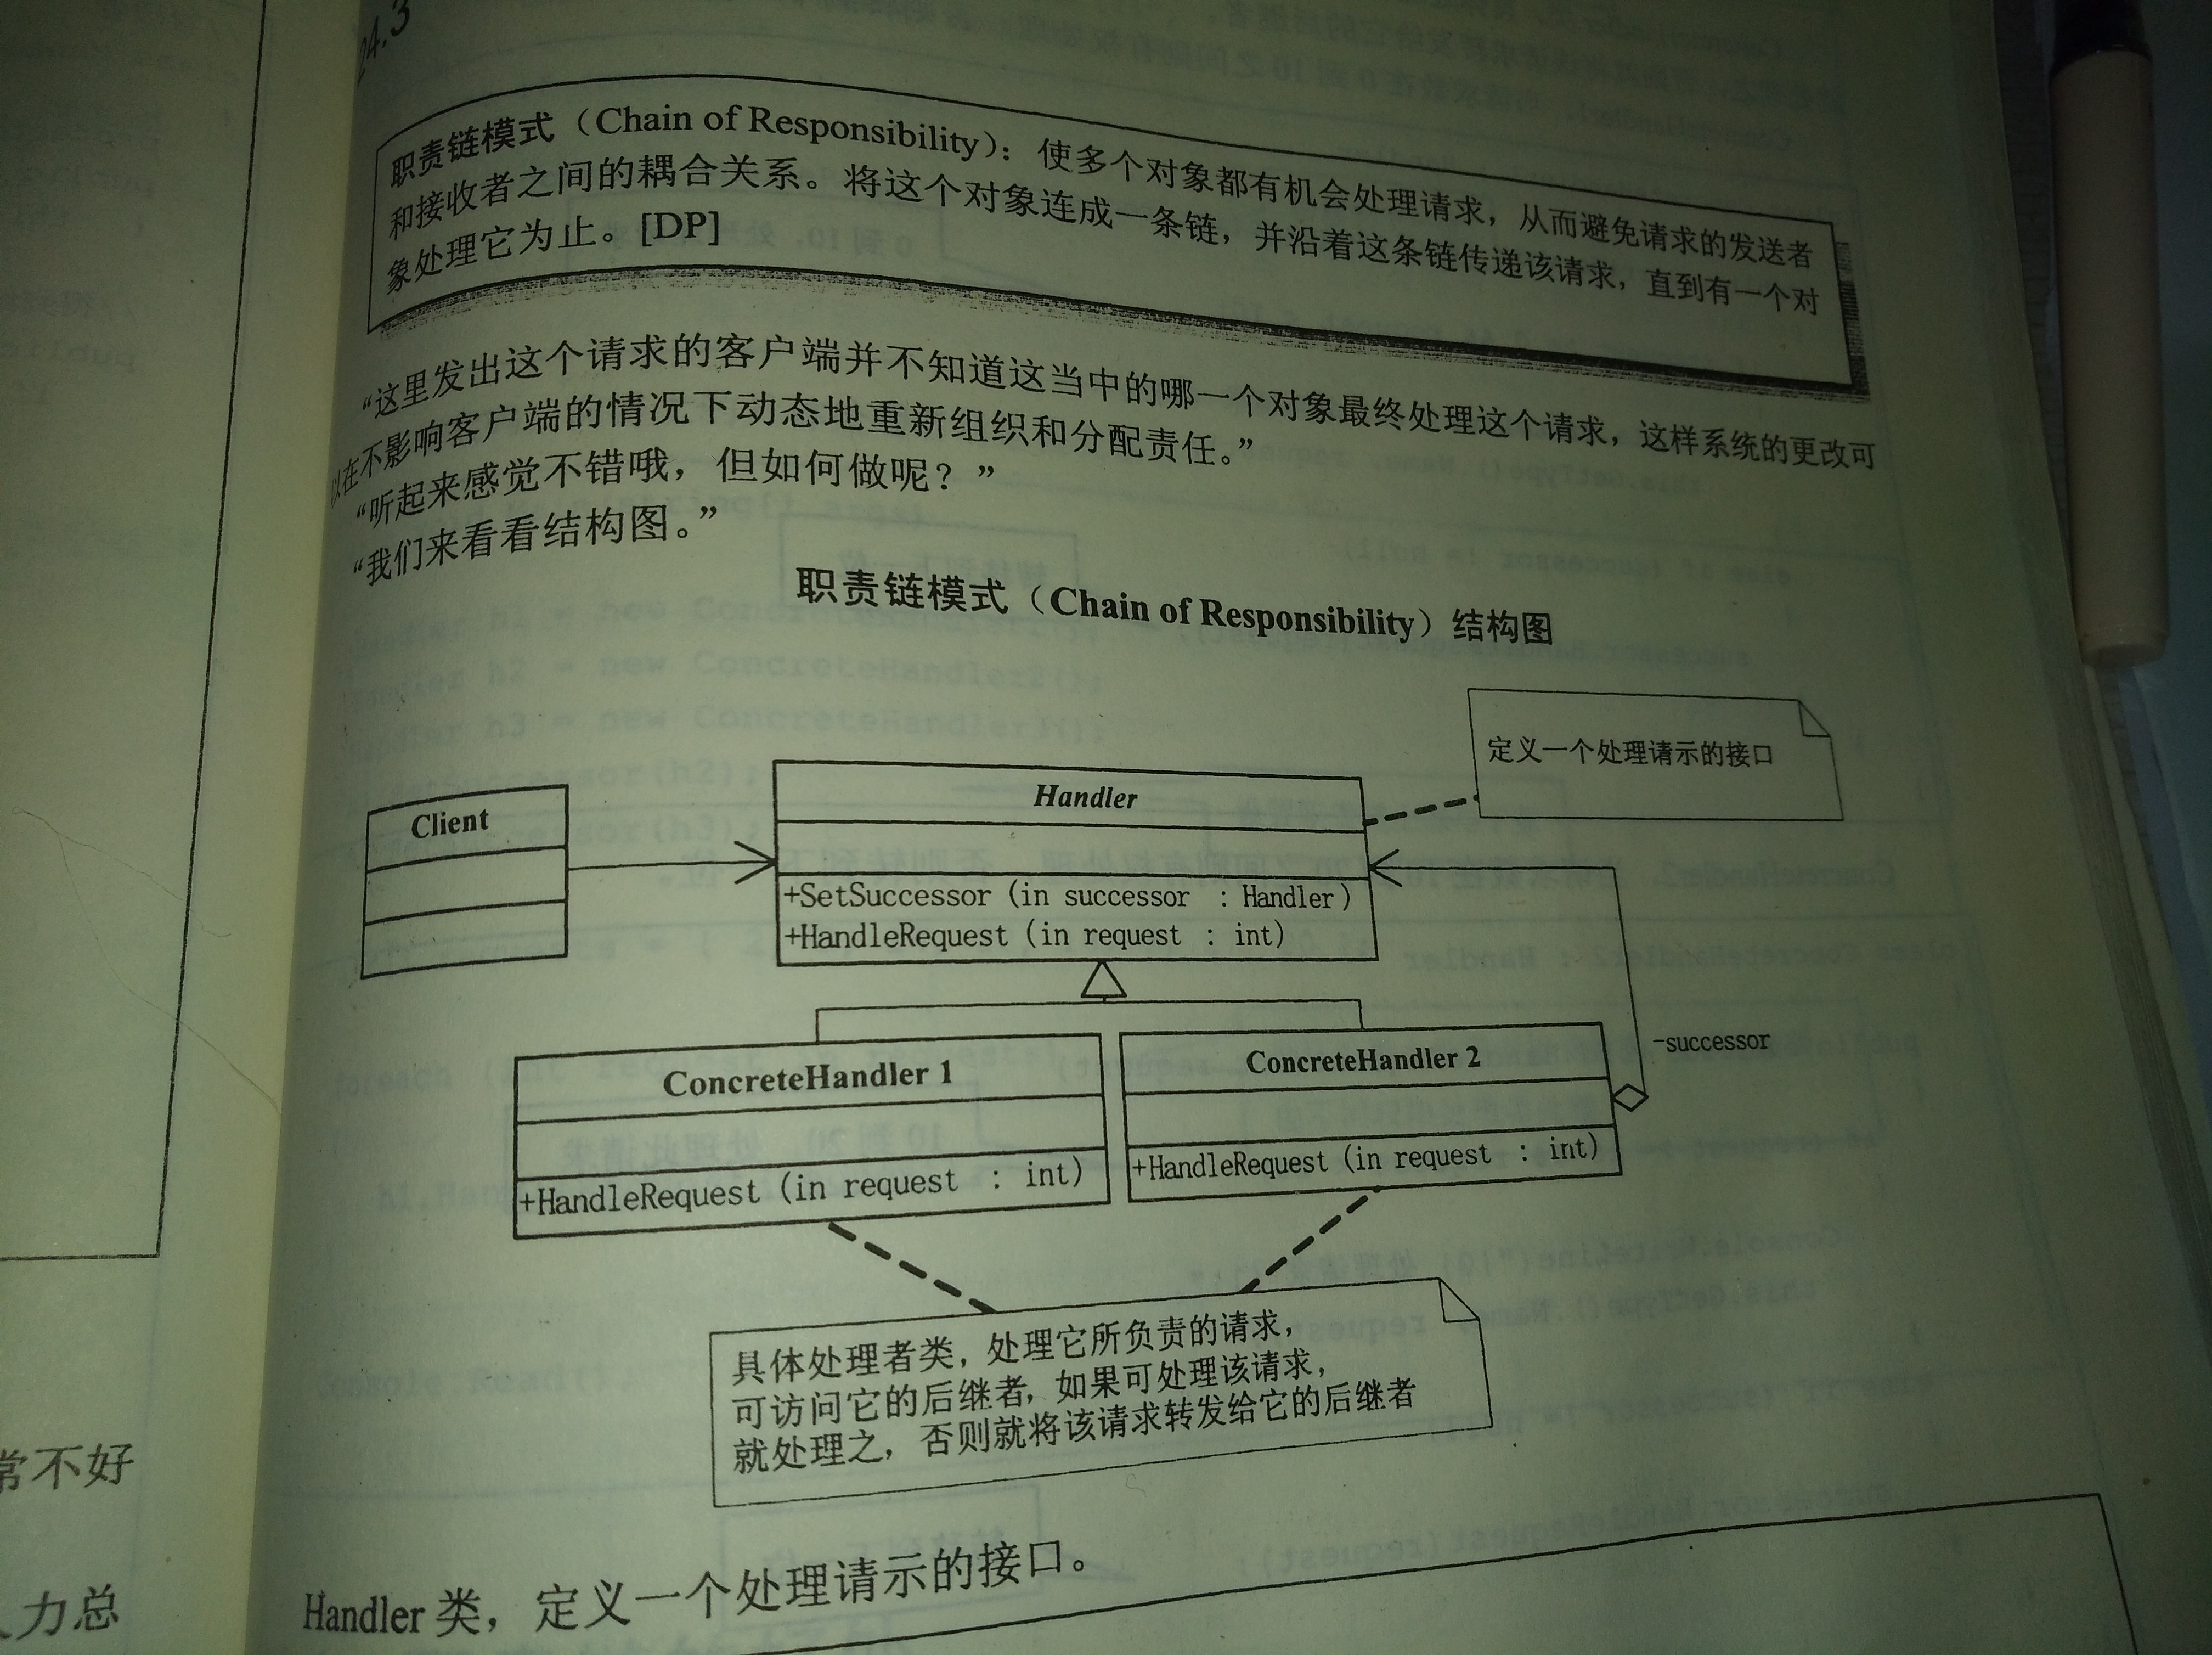 24.3
职责链模式（Chain of Responsibility）：使多个对象都有机会处理请求，从而避免请求的发送者
和接收者之间的耦合关系。将这个对象连成一条链，并沿着这条链传递该请求，直到有一个对
象处理它为止。[DP]
“这里发出这个请求的客户端并不知道这当中的哪一个对象最终处理这个请求，这样系统的更改可
以在不影响客户端的情况下动态地重新组织和分配责任。”
“听起来感觉不错哦，但如何做呢？”
“我们来看看结构图。”
职责链模式（Chain of Responsibility）结构图
定义一个处理请示的接口
Client
Handler
+SetSuccessor (in successor : Handler)
+HandleRequest (in request : int)
-successor
ConcreteHandler 1
+HandleRequest (in request : int)
ConcreteHandler 2
+HandleRequest (in request : int)
具体处理者类，处理它所负责的请求，
可访问它的后继者，如果可处理该请求，
就处理之，否则就将该请求转发给它的后继者
Handler 类，定义一个处理请示的接口。
常不好
力总